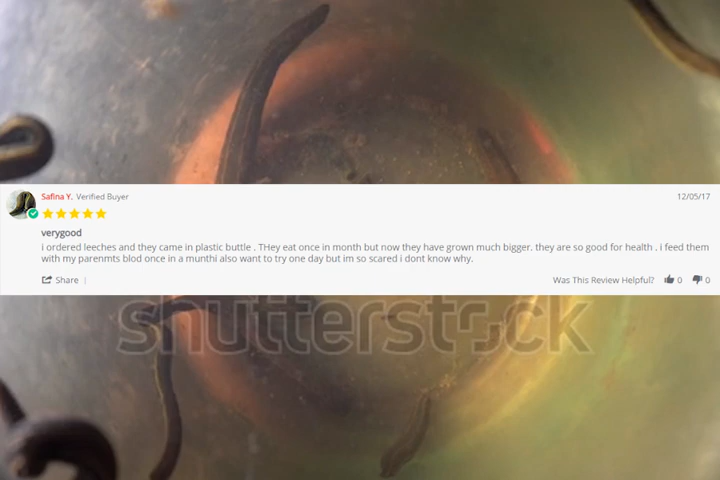 Safina Y. Verified Buyer 12/05/17
verygood
i ordered leeches and they came in plastic buttle . THey eat once in month but now they have grown much bigger. they are so good for health . i feed them
with my parenmts blod once in a munthi also want to try one day but im so scared i dont know why.
Share | Was This Review Helpful? 0 0
shutterstock